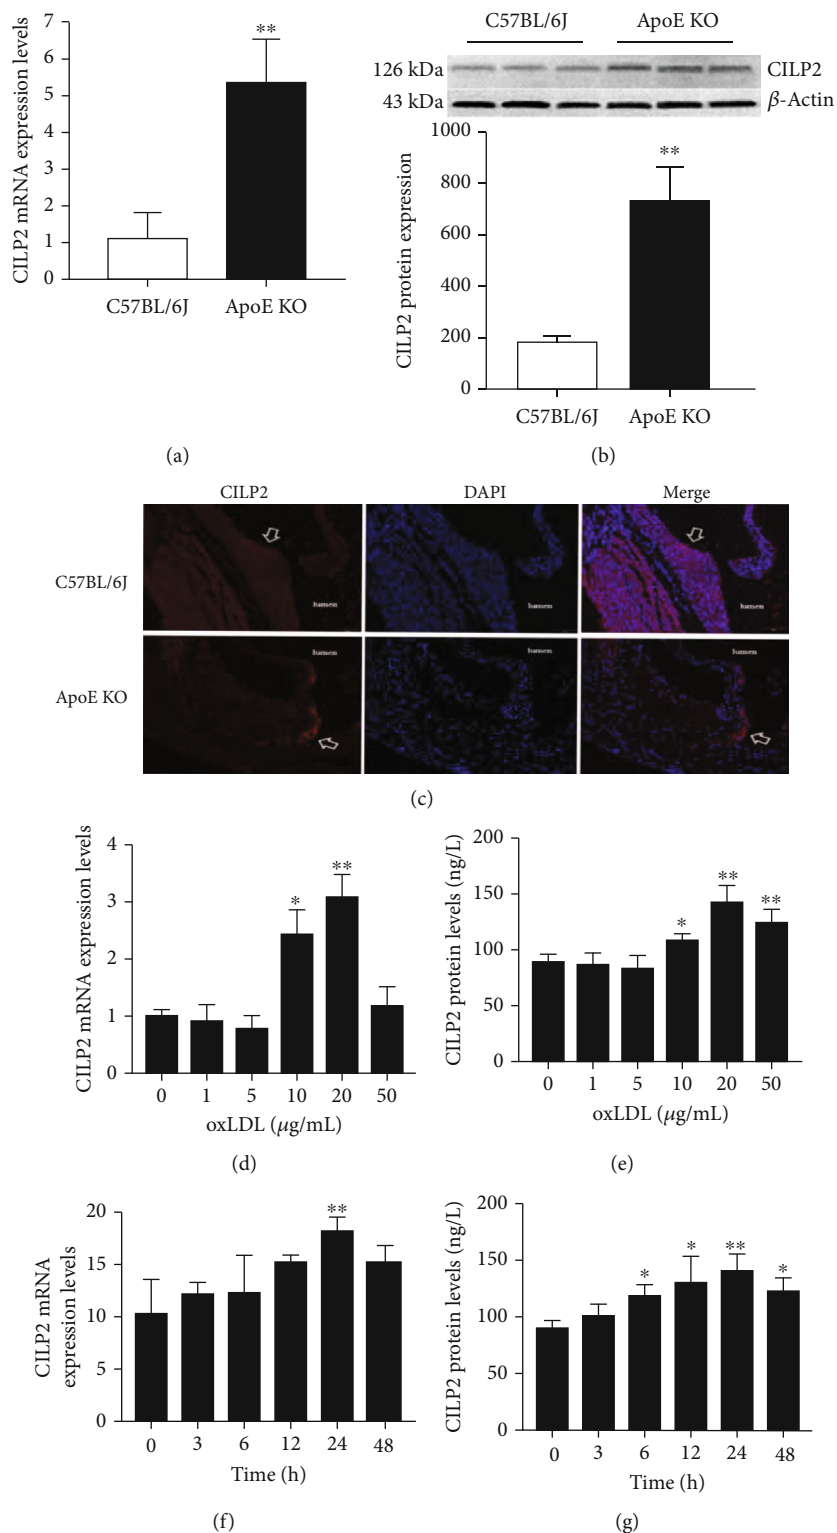 7
6
5
4
3
2
1
0
CILP2 mRNA expression levels
**
C57BL/6J
ApoE KO
(a)
C57BL/6J
ApoE KO
126 kDa
CILP2
43 kDa
β-Actin
1000
800
600
400
200
0
CILP2 protein expression
**
C57BL/6J
ApoE KO
(b)
CILP2
DAPI
Merge
C57BL/6J
lumen
lumen
lumen
ApoE KO
lumen
lumen
lumen
(c)
4
3
2
1
0
CILP2 mRNA expression levels
*
**
0 1 5 10 20 50
oxLDL (μg/mL)
(d)
200
150
100
50
0
CILP2 protein levels (ng/L)
*
**
**
0 1 5 10 20 50
oxLDL (μg/mL)
(e)
20
15
10
5
0
CILP2 mRNA
expression levels
**
0 3 6 12 24 48
Time (h)
(f)
200
150
100
50
0
CILP2 protein levels (ng/L)
*
*
**
*
0 3 6 12 24 48
Time (h)
(g)